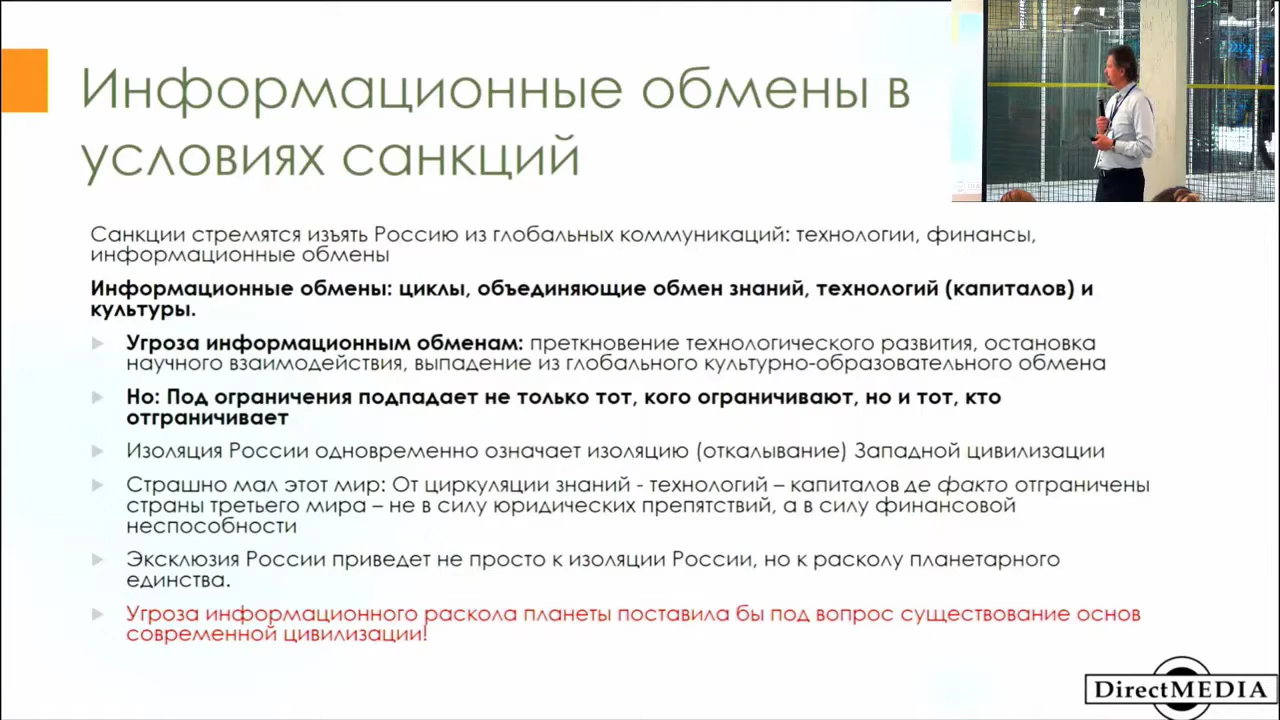 Информационные обмены в
условиях санкций
Санкции стремятся изъять Россию из глобальных коммуникаций: технологии, финансы,
информационные обмены
Информационные обмены: циклы, объединяющие обмен знаний, технологий (капиталов) и
культуры.
Угроза информационным обменам: преткновение технологического развития, остановка
научного взаимодействия, выпадение из глобального культурно-образовательного обмена
Но: Под ограничения подпадает не только тот, кого ограничивают, но и тот, кто
отграничивает
Изоляция России одновременно означает изоляцию (откалывание) Западной цивилизации
Страшно мал этот мир: От циркуляции знаний - технологий – капиталов де факто отграничены
страны третьего мира – не в силу юридических препятствий, а в силу финансовой
неспособности
Эксклюзия России приведет не просто к изоляции России, но к расколу планетарного
единства.
Угроза информационного раскола планеты поставила бы под вопрос существование основ
современной цивилизации!
DirectMEDIA